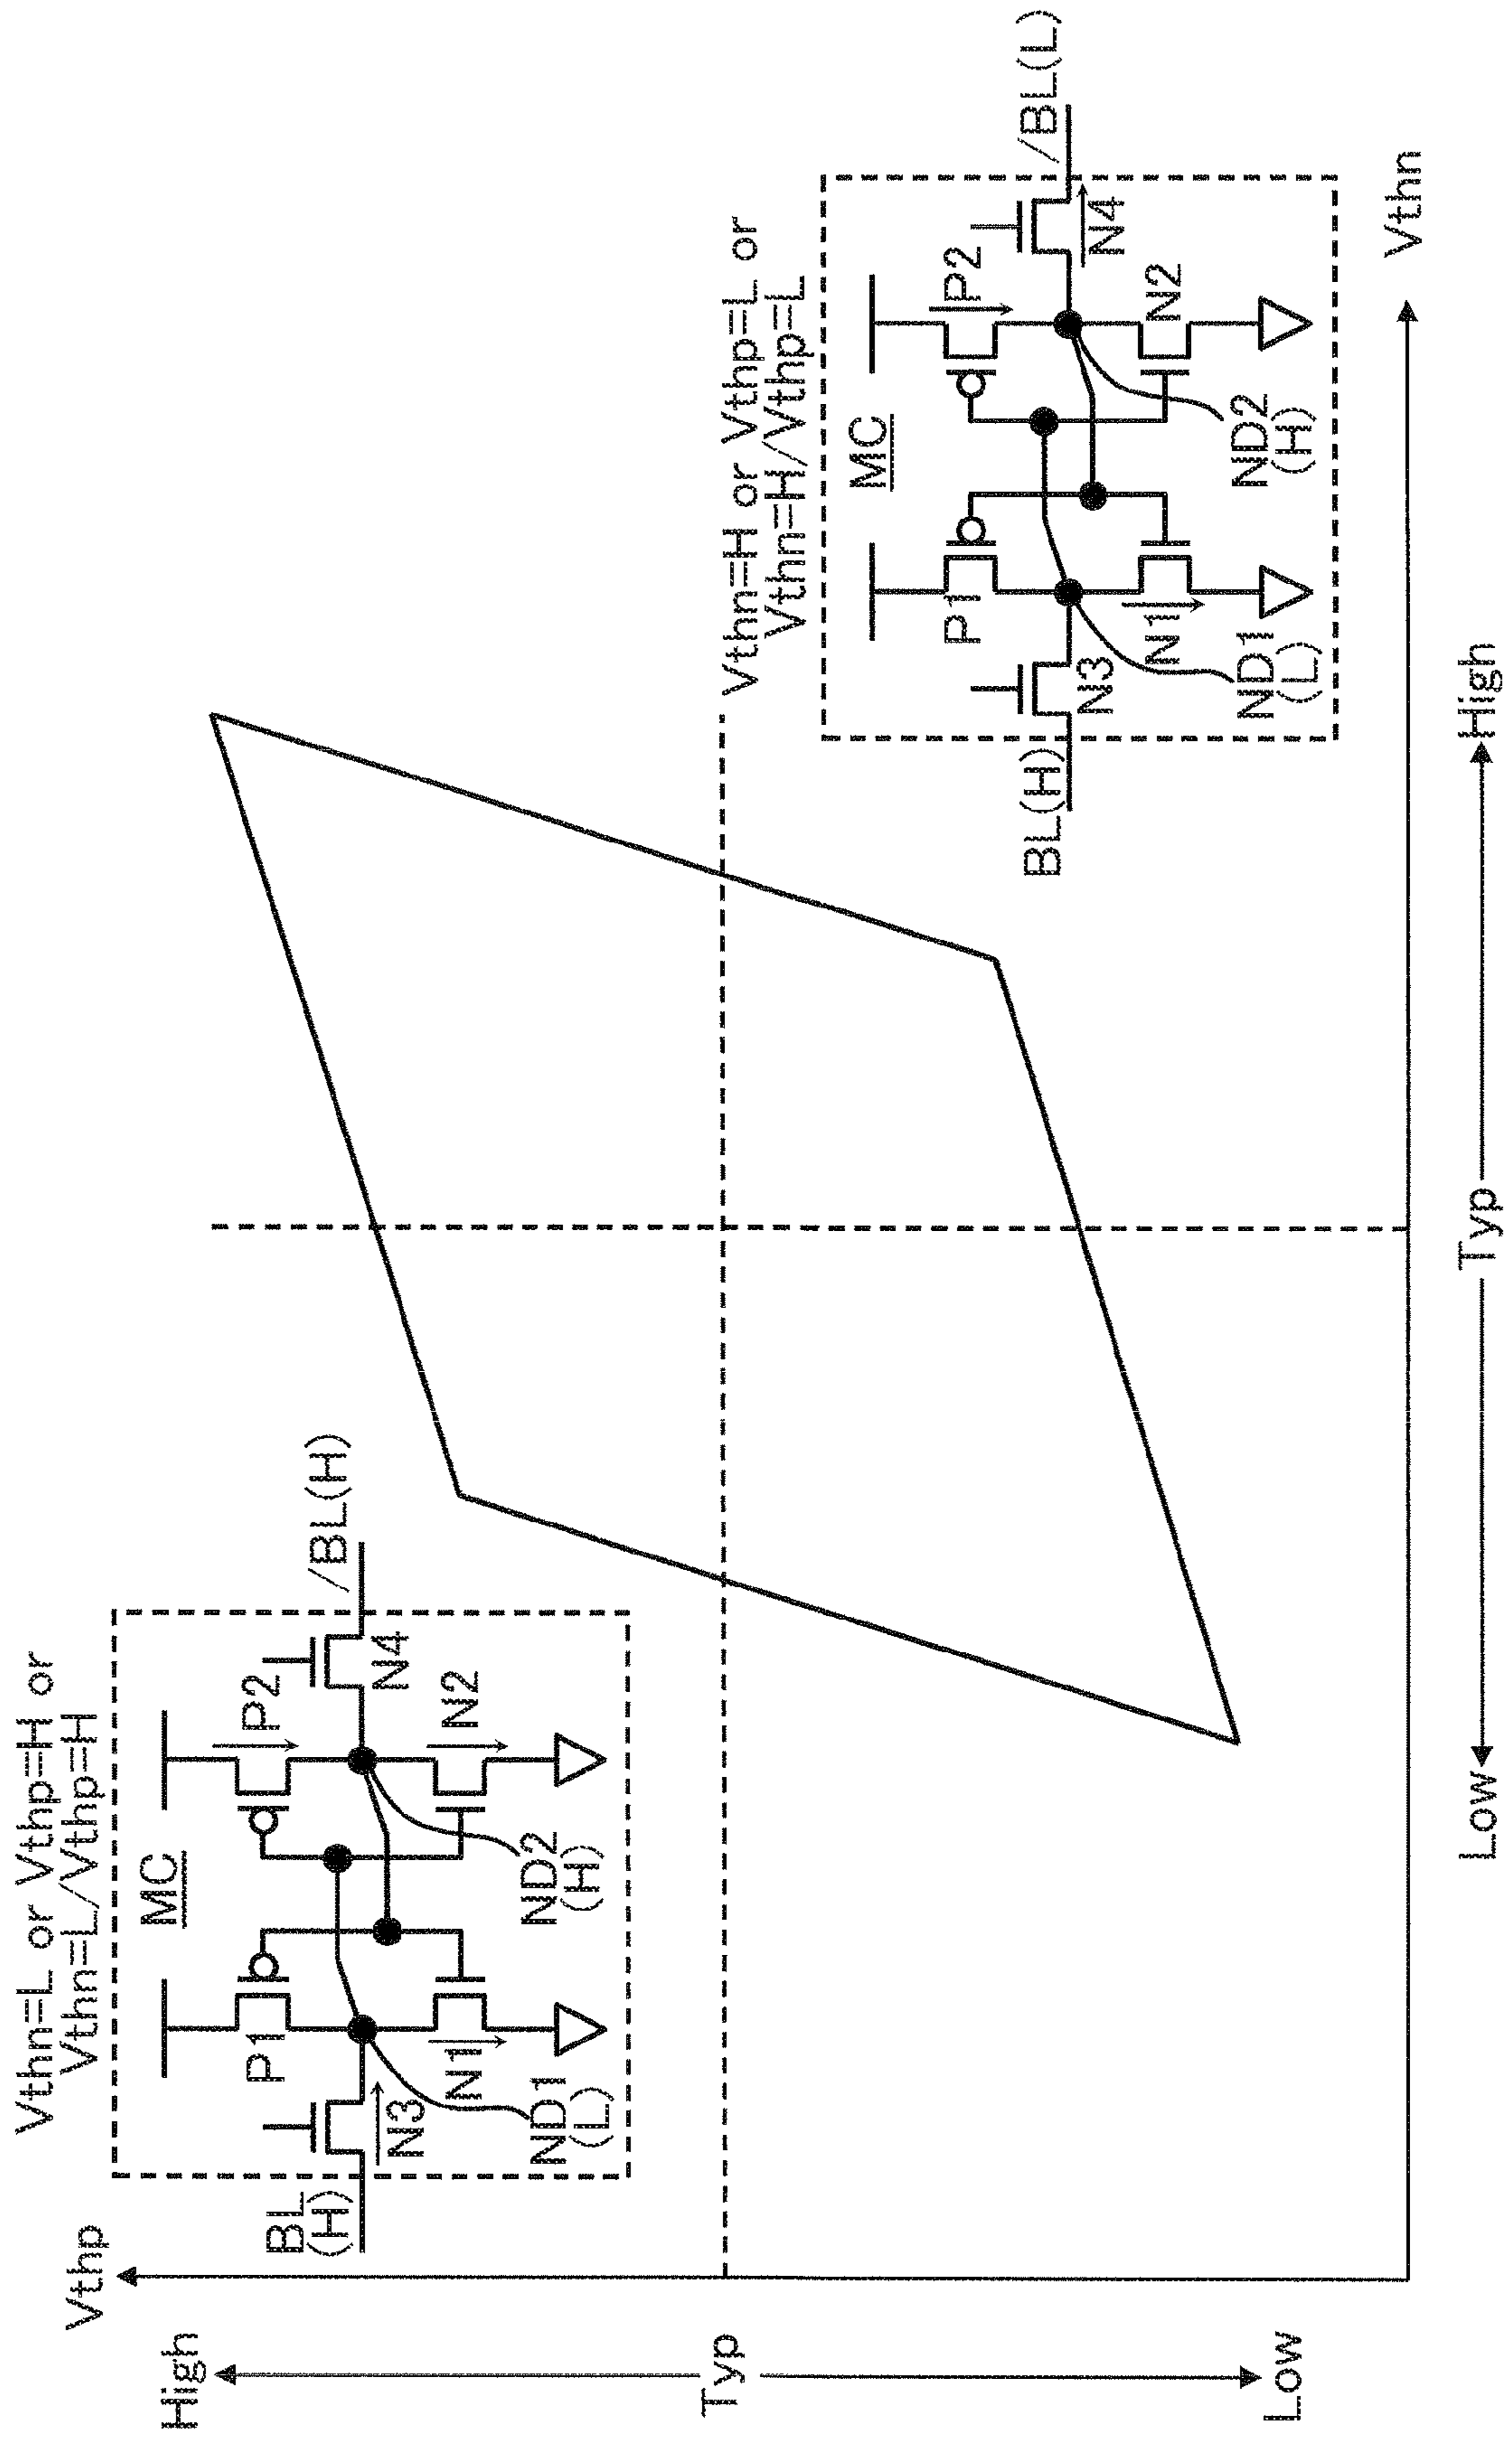 Vthp
High
Typ
Low
Vthn=L or Vthp=H or
Vthn=L/Vthp=H
MC
P1
P2
BL
(H)
/BL(H)
N3
N4
N1
N2
ND1
(L)
ND2
(H)
Vthn=H or Vthp=L or
Vthn=H/Vthp=L
MC
P1
P2
BL(H)
/BL(L)
N3
N4
N1
N2
ND1
(L)
ND2
(H)
Vthn
Low
Typ
High